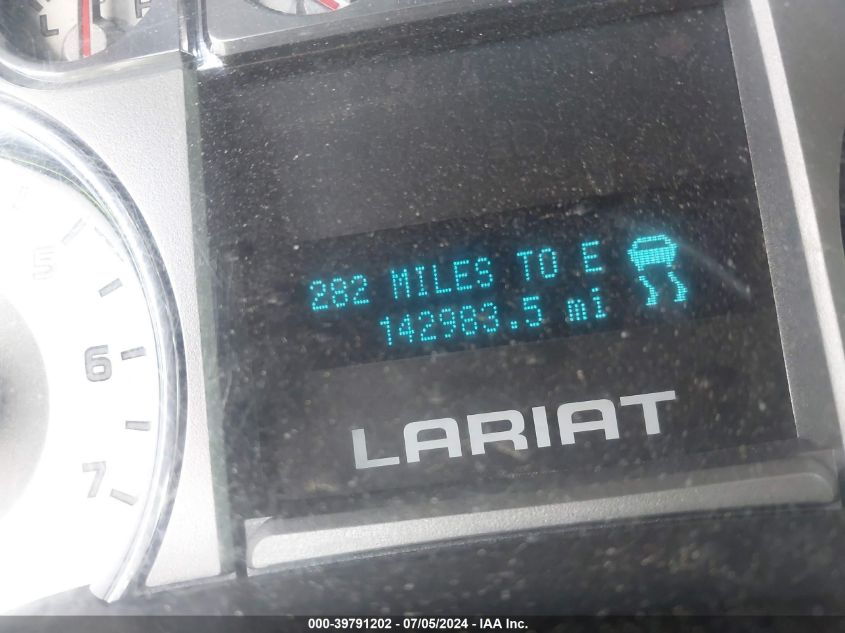 L
5
6
7
282 MILES TO E
142983.5 mi
LARIAT
000-39791202 - 07/05/2024 - IAA Inc.